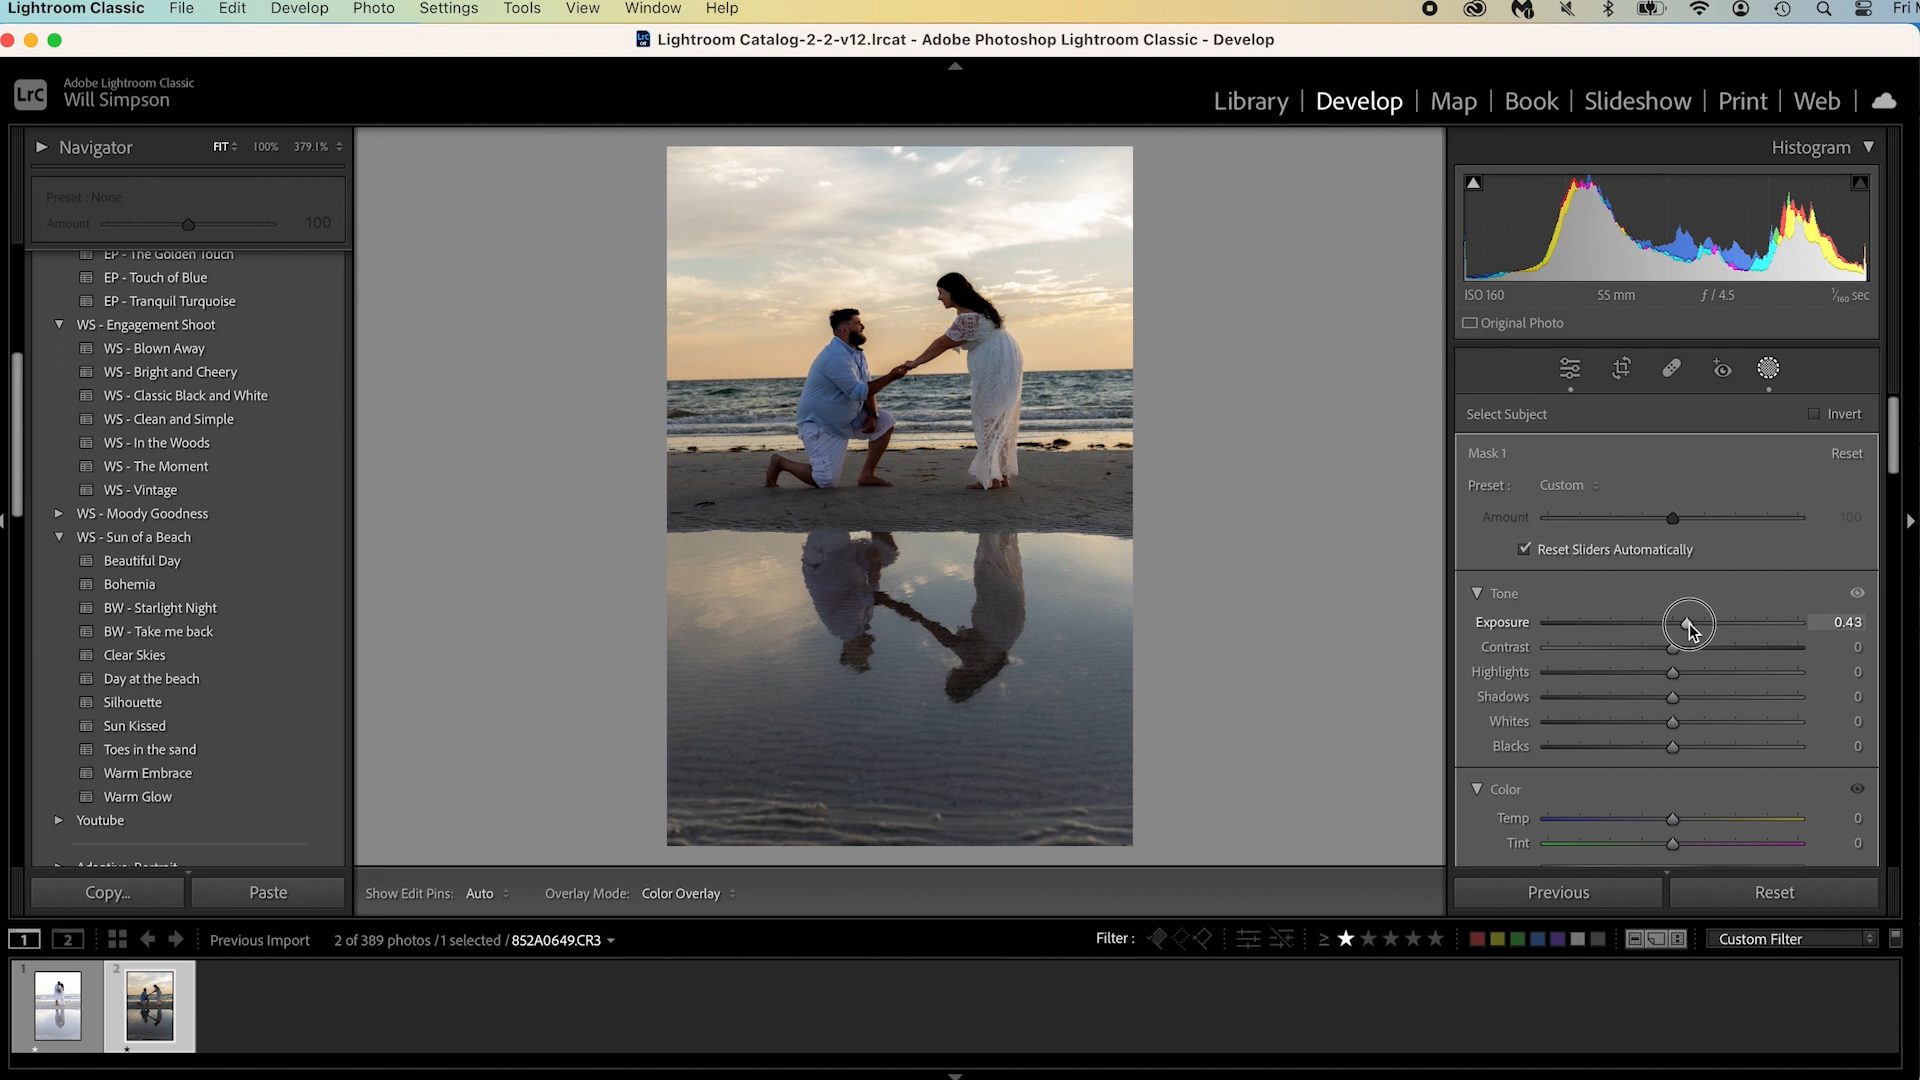 Lightroom Classic File Edit Develop Photo Settings Tools View Window Help Fri
LrC Lightroom Catalog-2-2-v12.lrcat - Adobe Photoshop Lightroom Classic - Develop
LrC
Adobe Lightroom Classic
Will Simpson
Library | Develop | Map | Book | Slideshow | Print | Web
Navigator FIT 100% 379.1%
Preset : None
Amount 100
EP - The Golden Touch
EP - Touch of Blue
EP - Tranquil Turquoise
WS - Engagement Shoot
WS - Blown Away
WS - Bright and Cheery
WS - Classic Black and White
WS - Clean and Simple
WS - In the Woods
WS - The Moment
WS - Vintage
WS - Moody Goodness
WS - Sun of a Beach
Beautiful Day
Bohemia
BW - Starlight Night
BW - Take me back
Clear Skies
Day at the beach
Silhouette
Sun Kissed
Toes in the sand
Warm Embrace
Warm Glow
Youtube
Copy... Paste
Show Edit Pins: Auto Overlay Mode: Color Overlay
Histogram
ISO 160 55 mm ƒ / 4.5 1/160 sec
Original Photo
Select Subject Invert
Mask 1 Reset
Preset : Custom
Amount 100
Reset Sliders Automatically
Tone
Exposure 0.43
Contrast 0
Highlights 0
Shadows 0
Whites 0
Blacks 0
Color
Temp 0
Tint 0
Previous Reset
1 2 Previous Import 2 of 389 photos /1 selected /852A0649.CR3 Filter : ≥ Custom Filter
1 2